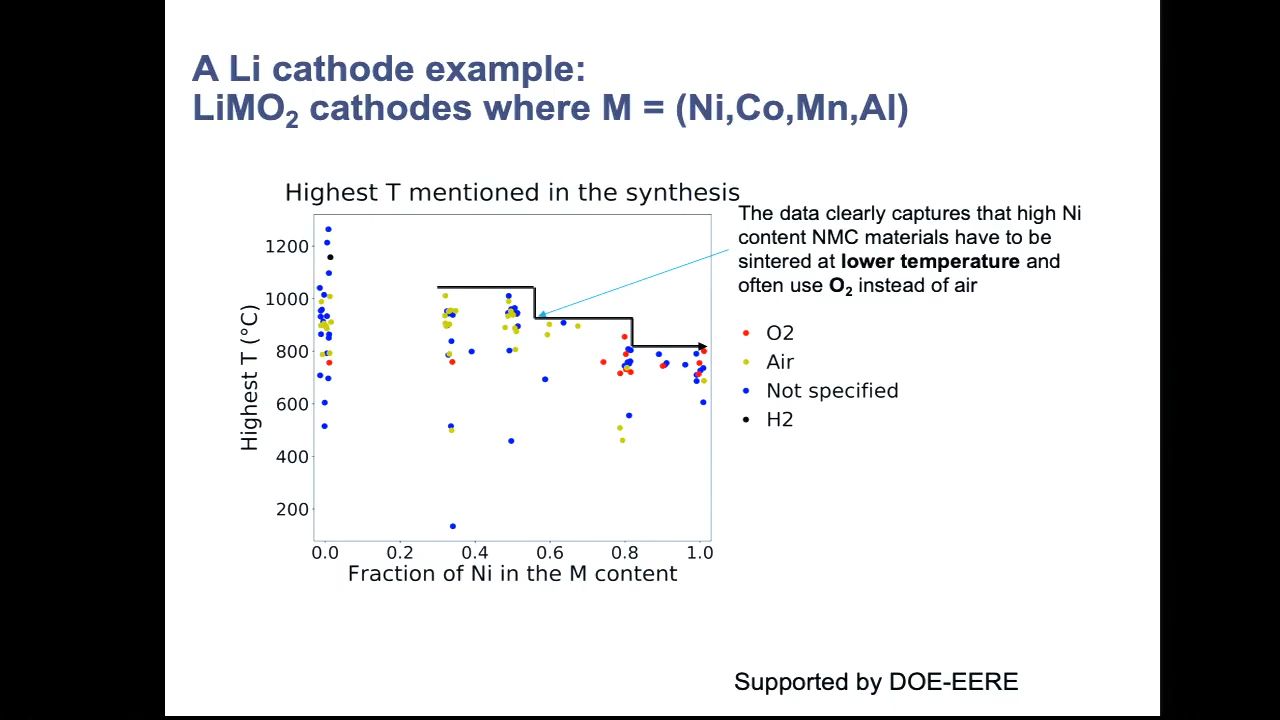 A Li cathode example:
LiMO₂ cathodes where M = (Ni,Co,Mn,Al)
Highest T mentioned in the synthesis
The data clearly captures that high Ni
content NMC materials have to be
sintered at lower temperature and
often use O₂ instead of air
O2
Air
Not specified
H2
Highest T (°C)
1200
1000
800
600
400
200
0.0 0.2 0.4 0.6 0.8 1.0
Fraction of Ni in the M content
Supported by DOE-EERE